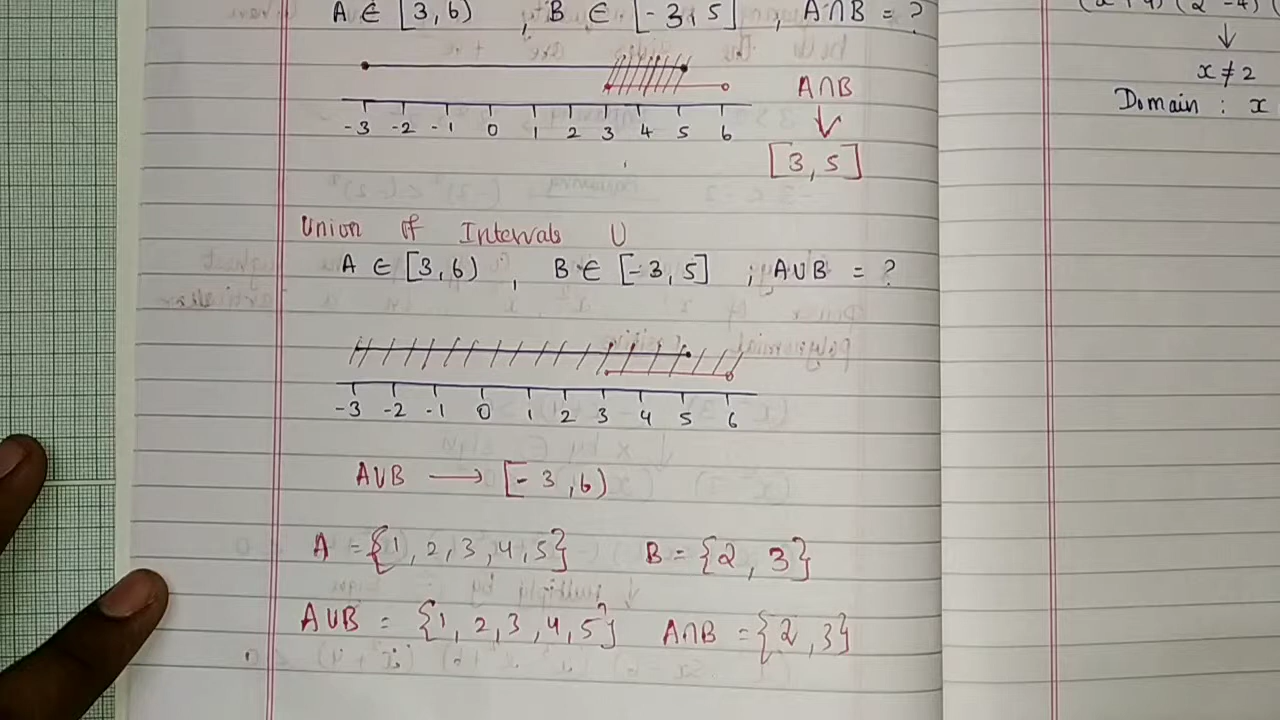 A ∈ [3, 6) , B ∈ [-3, 5] , A∩B = ?
-3 -2 -1 0 1 2 3 4 5 6
A∩B
↓
[3, 5]
Union of Intervals U
A ∈ [3, 6) , B ∈ [-3, 5] ; A∪B = ?
-3 -2 -1 0 1 2 3 4 5 6
A∪B → [-3, 6)
A = {1, 2, 3, 4, 5} B = {2, 3}
A∪B = {1, 2, 3, 4, 5} A∩B = {2, 3}
↓
x ≠ 2
Domain : x